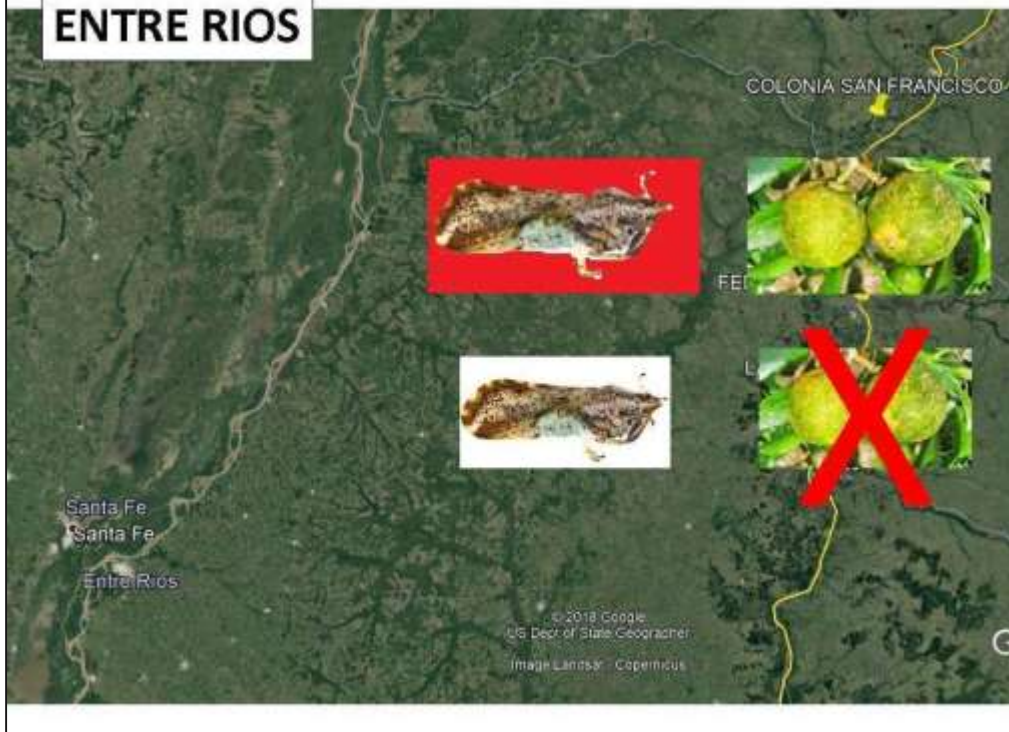 ENTRE RIOS
COLONIA SAN FRANCISCO
FE
Santa Fe
Santa Fe
Entre Ríos
© 2018 Google
US Dept of State Geographer
Image Landsat / Copernicus